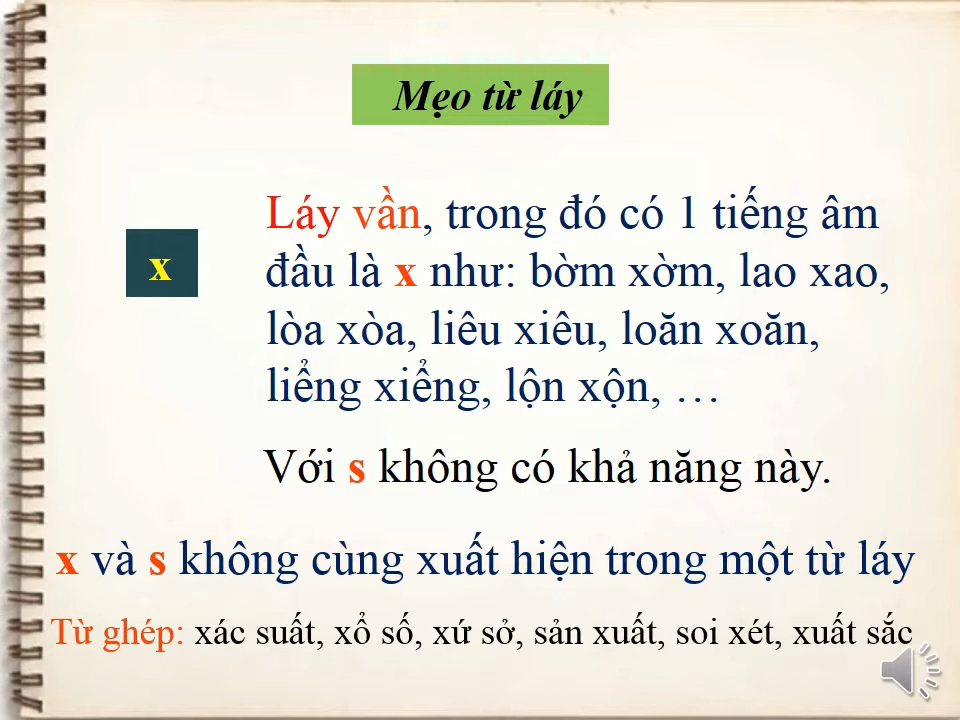 Mẹo từ láy
x
Láy vần, trong đó có 1 tiếng âm
đầu là x như: bờm xờm, lao xao,
lòa xòa, liêu xiêu, loăn xoăn,
liểng xiểng, lộn xộn, …
Với s không có khả năng này.
x và s không cùng xuất hiện trong một từ láy
Từ ghép: xác suất, xổ số, xứ sở, sản xuất, soi xét, xuất sắc